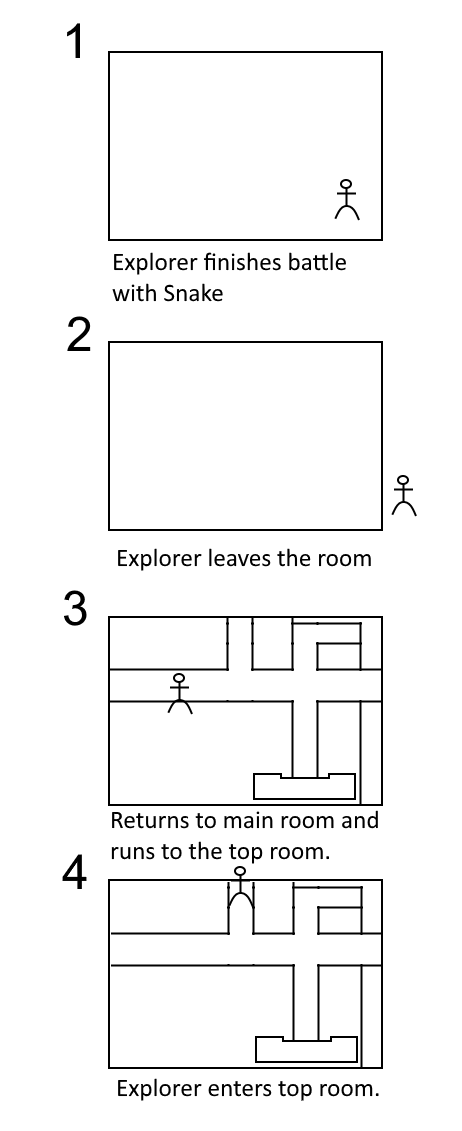 1
Explorer finishes battle
with Snake
2
Explorer leaves the room
3
Returns to main room and
runs to the top room.
4
Explorer enters top room.